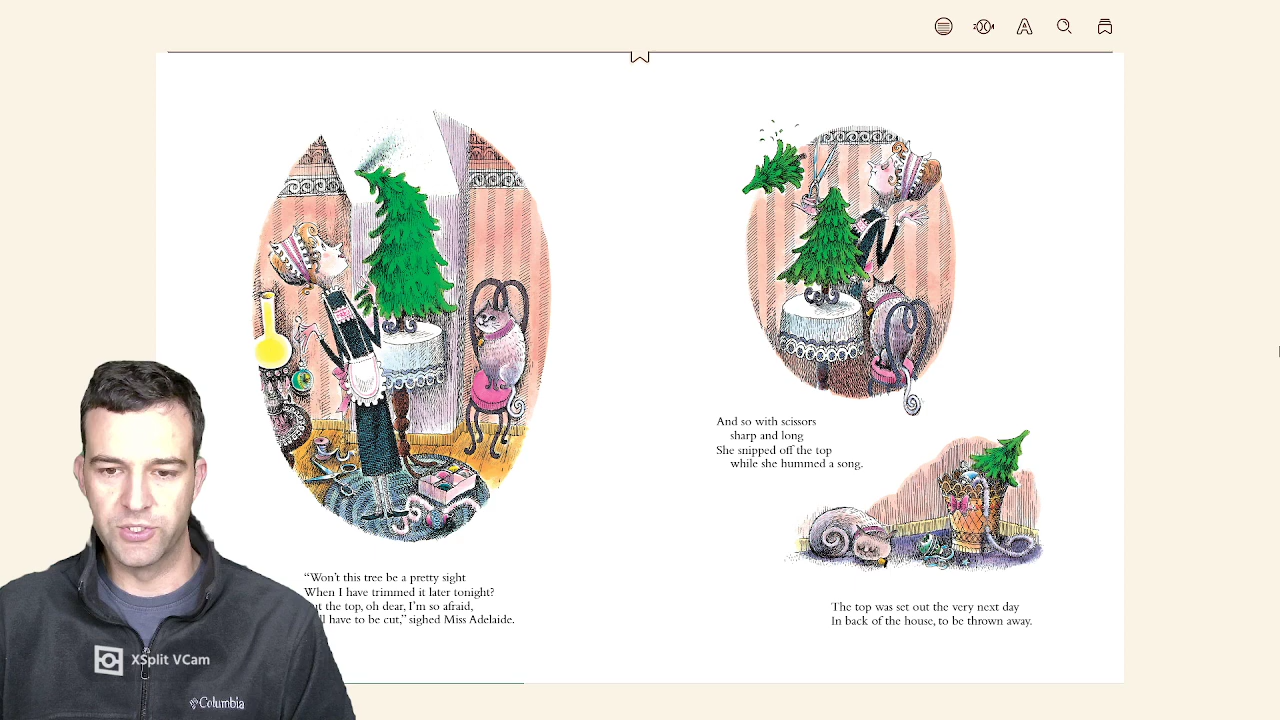 “Won’t this tree be a pretty sight
When I have trimmed it later tonight?
the top, oh dear, I’m so afraid,
have to be cut,” sighed Miss Adelaide.
And so with scissors
sharp and long
She snipped off the top
while she hummed a song.
The top was set out the very next day
In back of the house, to be thrown away.
XSplit VCam
Columbia